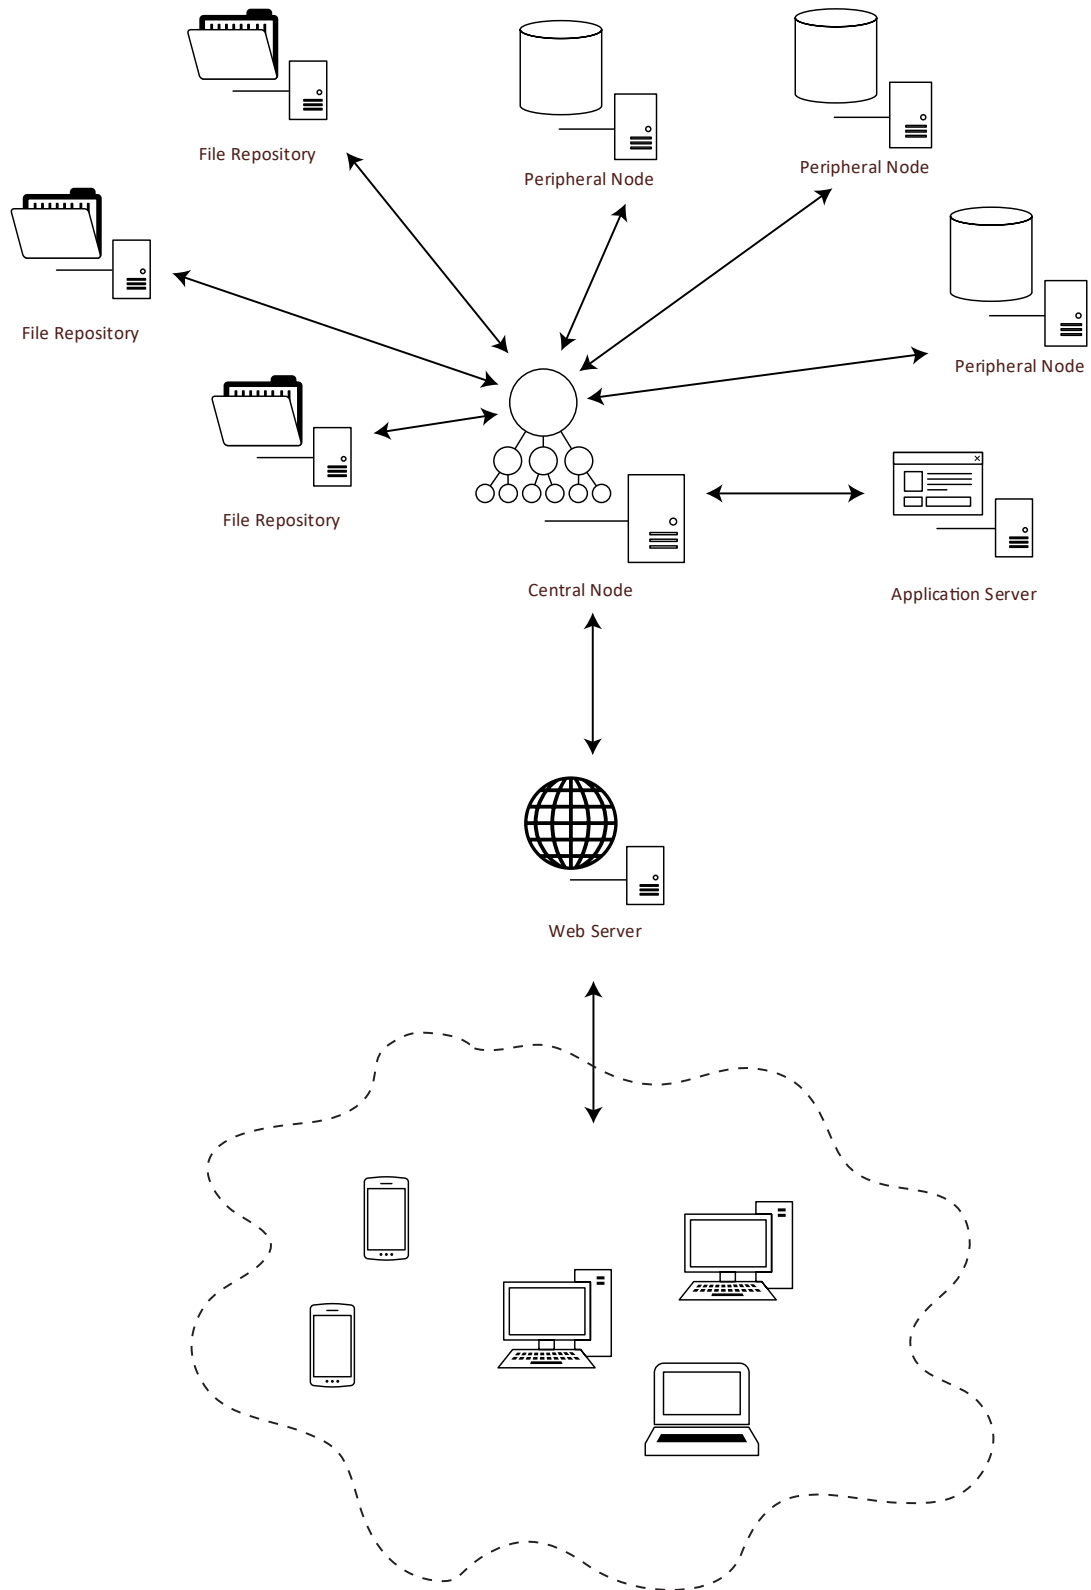 File Repository
Peripheral Node
Peripheral Node
File Repository
Peripheral Node
File Repository
Central Node
Application Server
Web Server